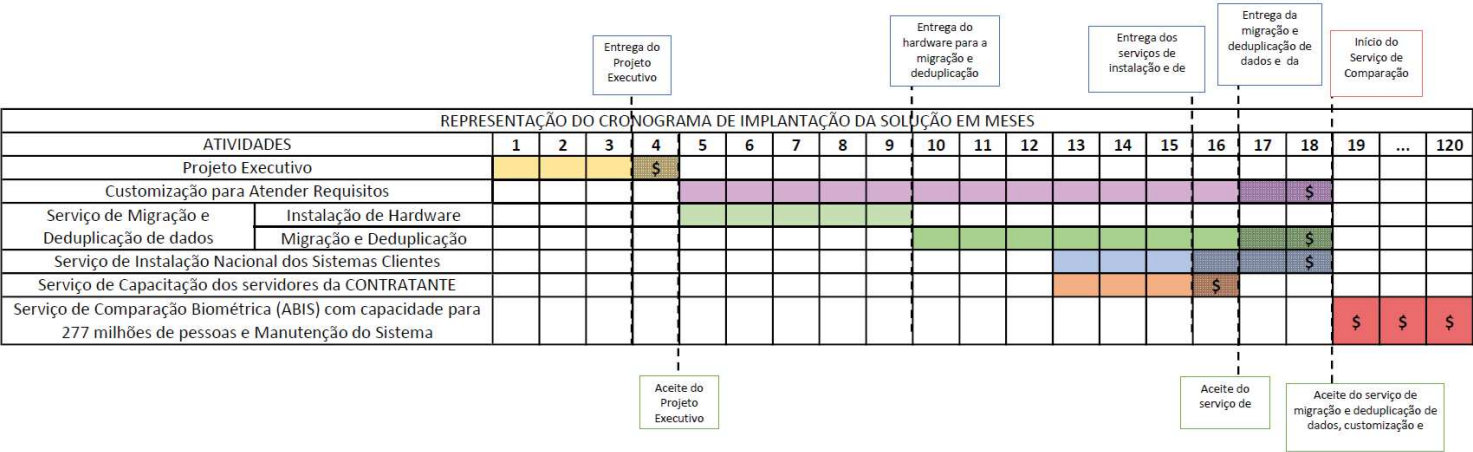 Entrega do
Projeto
Executivo
Entrega do
hardware para a
migração e
deduplicação
Entrega dos
serviços de
instalação e de
Entrega da
migração e
deduplicação de
dados e da
Início do
Serviço de
Comparação
REPRESENTAÇÃO DO CRONOGRAMA DE IMPLANTAÇÃO DA SOLUÇÃO EM MESES
ATIVIDADES 1 2 3 4 5 6 7 8 9 10 11 12 13 14 15 16 17 18 19 ... 120
Projeto Executivo $
Customização para Atender Requisitos $
Serviço de Migração e
Deduplicação de dados
Instalação de Hardware
Migração e Deduplicação $
Serviço de Instalação Nacional dos Sistemas Clientes $
Serviço de Capacitação dos servidores da CONTRATANTE $
Serviço de Comparação Biométrica (ABIS) com capacidade para
277 milhões de pessoas e Manutenção do Sistema
$ $ $
Aceite do
Projeto
Executivo
Aceite do
serviço de
Aceite do serviço de
migração e deduplicação de
dados, customização e